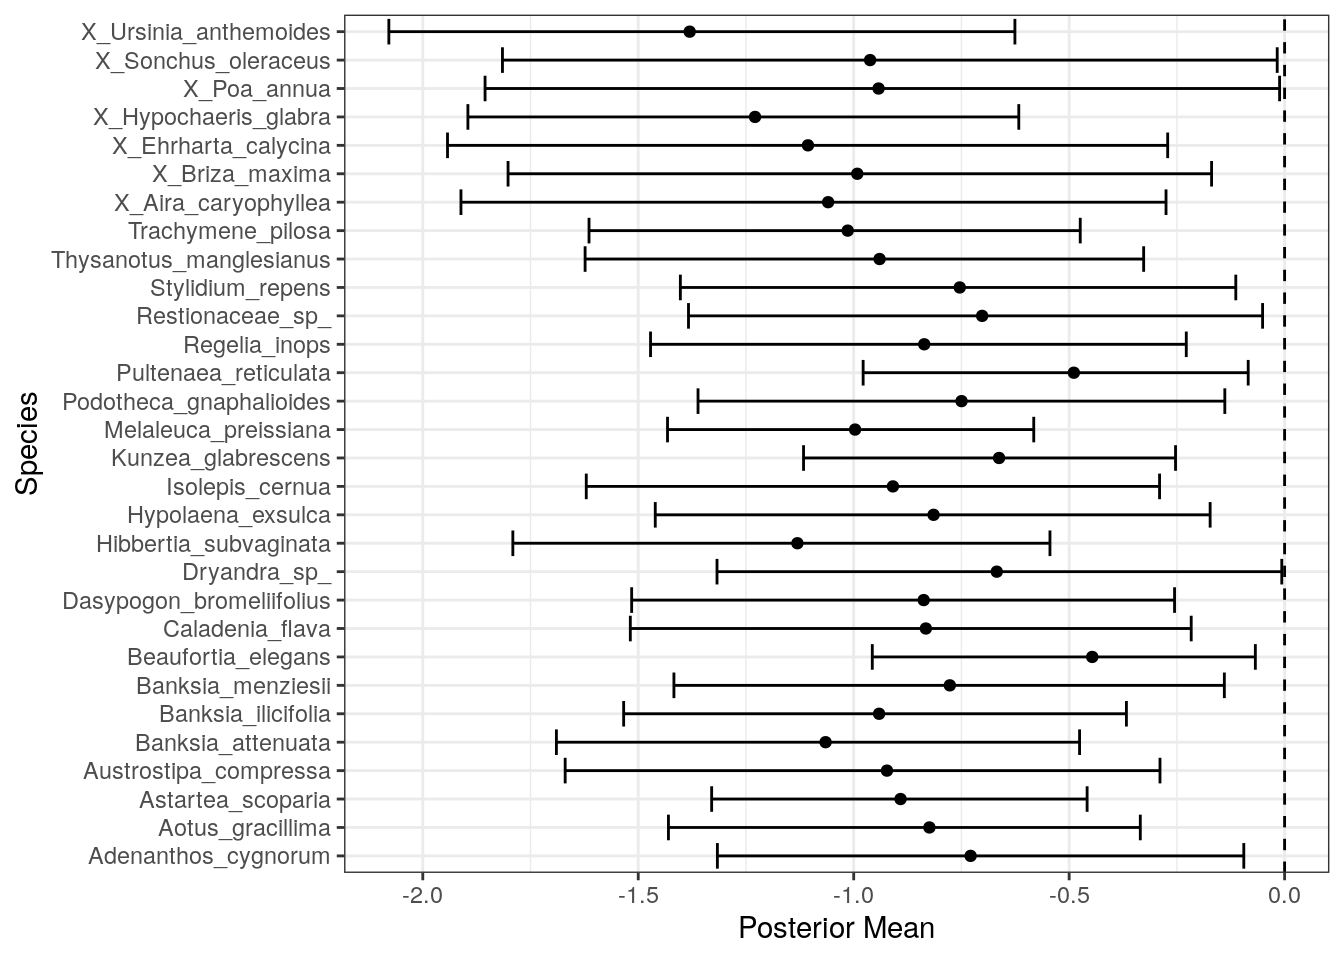 X_Ursinia_anthemoides
X_Sonchus_oleraceus
X_Poa_annua
X_Hypochaeris_glabra
X_Ehrharta_calycina
X_Briza_maxima
X_Aira_caryophyllea
Trachymene_pilosa
Thysanotus_manglesianus
Stylidium_repens
Restionaceae_sp_
Regelia_inops
Pultenaea_reticulata
Podotheca_gnaphalioides
Melaleuca_preissiana
Kunzea_glabrescens
Isolepis_cernua
Hypolaena_exsulca
Hibbertia_subvaginata
Dryandra_sp_
Dasypogon_bromeliifolius
Caladenia_flava
Beaufortia_elegans
Banksia_menziesii
Banksia_ilicifolia
Banksia_attenuata
Austrostipa_compressa
Astartea_scoparia
Aotus_gracillima
Adenanthos_cygnorum
Species
-2.0 -1.5 -1.0 -0.5 0.0
Posterior Mean